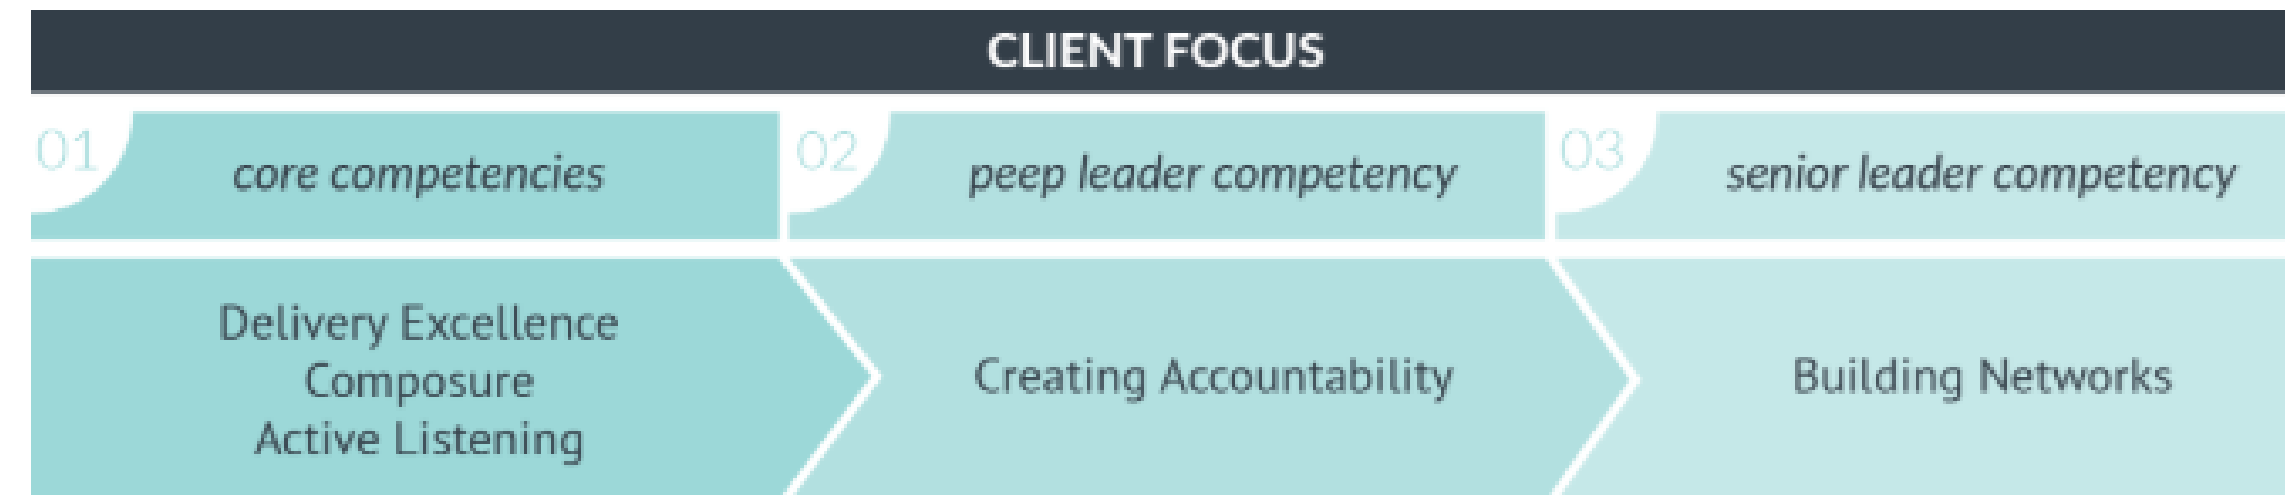 CLIENT FOCUS
01
core competencies
02
peep leader competency
03
senior leader competency
Delivery Excellence
Composure
Active Listening
Creating Accountability
Building Networks